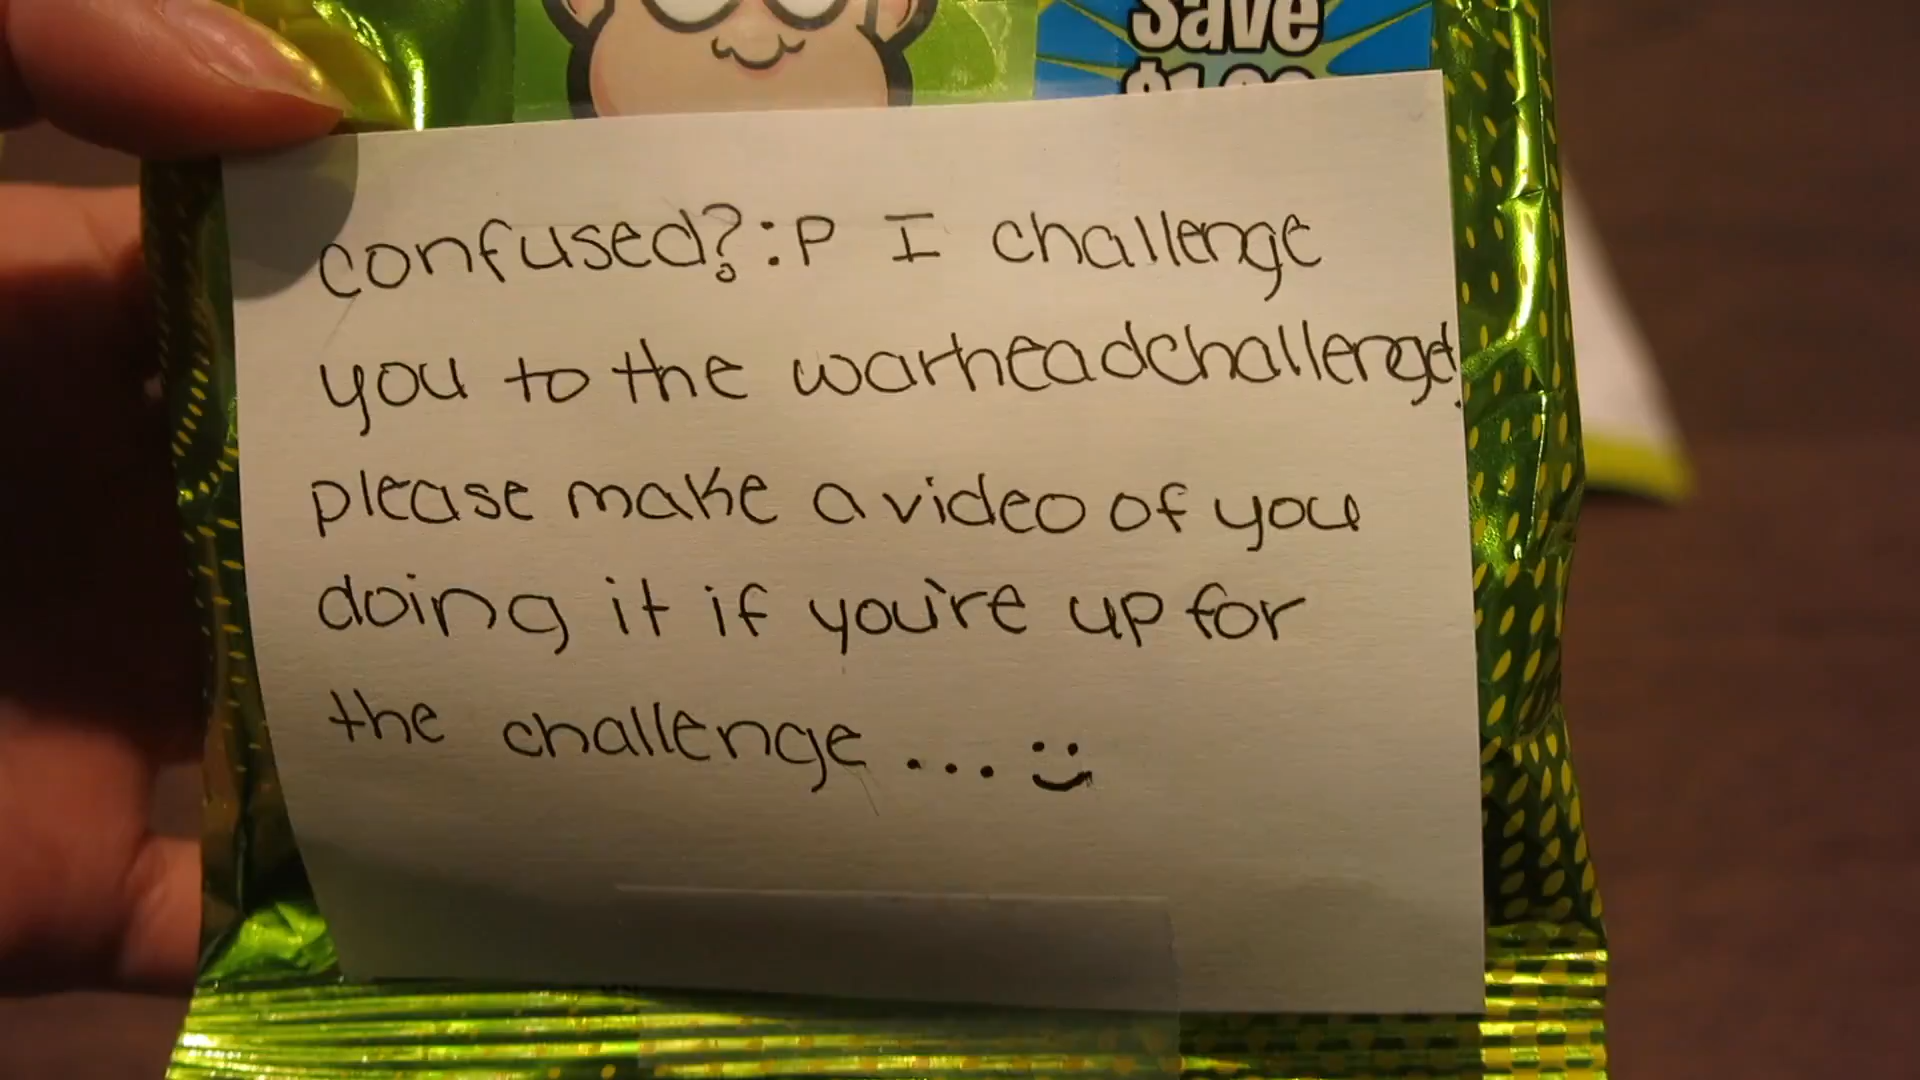 Save
confused? :P I challenge
you to the warheadchallenge!
please make a video of you
doing it if you're up for
the challenge... :)